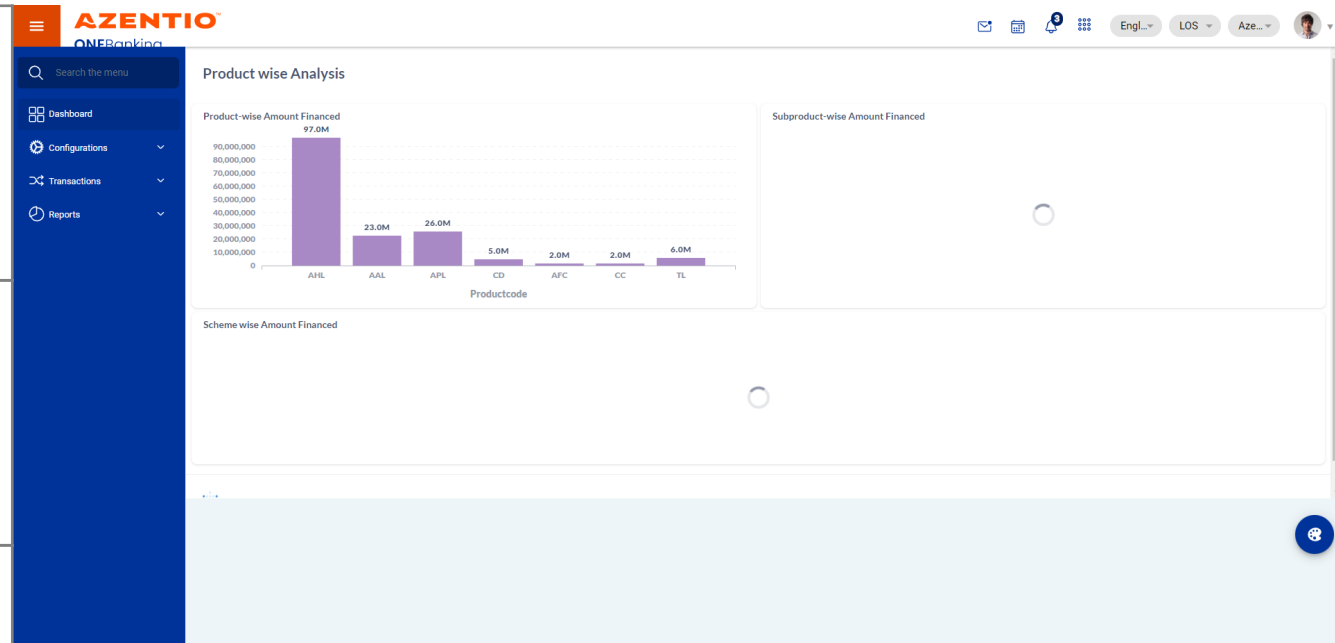 AZENTIO™
ONEBanking
3
Engl...
LOS
Aze...
Search the menu
Dashboard
Configurations
Transactions
Reports
Product wise Analysis
Product-wise Amount Financed
97.0M
90,000,000
80,000,000
70,000,000
60,000,000
50,000,000
40,000,000
30,000,000
20,000,000
10,000,000
0
23.0M
26.0M
5.0M
2.0M
2.0M
6.0M
AHL AAL APL CD AFC CC TL
Productcode
Subproduct-wise Amount Financed
Scheme wise Amount Financed